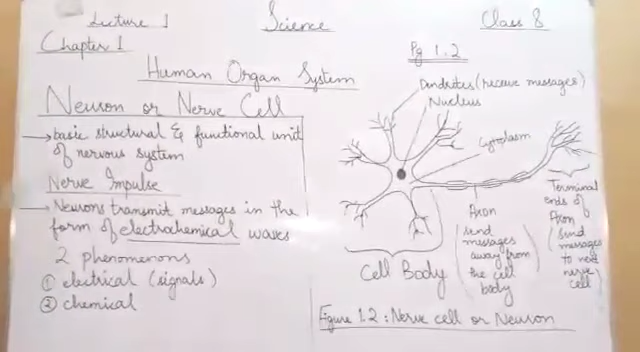 Lecture 1
Science
Class 8
Chapter 1
Human Organ System
Neuron or Nerve Cell
→ basic structural & functional unit
of nervous system
Nerve Impulse
→ Neurons transmit messages in the
form of electrochemical waves
2 phenomenons
① electrical (signals)
② chemical
Pg 1.2
Dendrites (receive messages)
Nucleus
Cytoplasm
Cell Body
Axon
(send
messages
away from
the cell
body)
Terminal
ends of
Axon
(send
messages
to next
nerve
cell)
Figure 1.2 : Nerve cell or Neuron